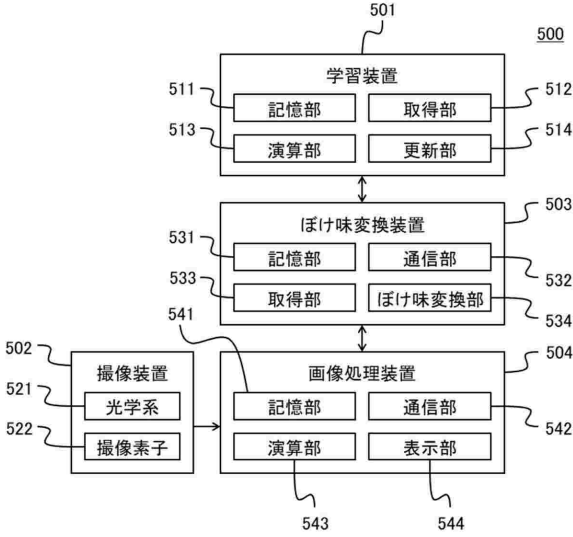 501
500
学習装置
511
記憶部
取得部
512
513
演算部
更新部
514
ぼけ味変換装置
503
531
記憶部
通信部
532
533
取得部
ぼけ味変換部
534
541
502
撮像装置
画像処理装置
504
521
光学系
記憶部
通信部
542
522
撮像素子
演算部
表示部
543
544